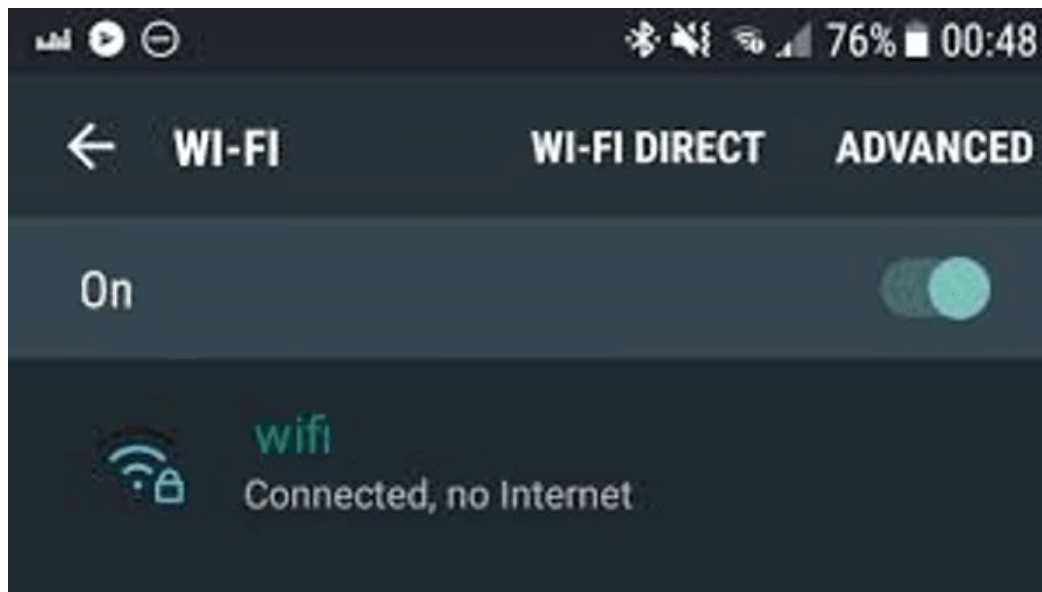 76% 00:48
WI-FI WI-FI DIRECT ADVANCED
On
wifi
Connected, no Internet